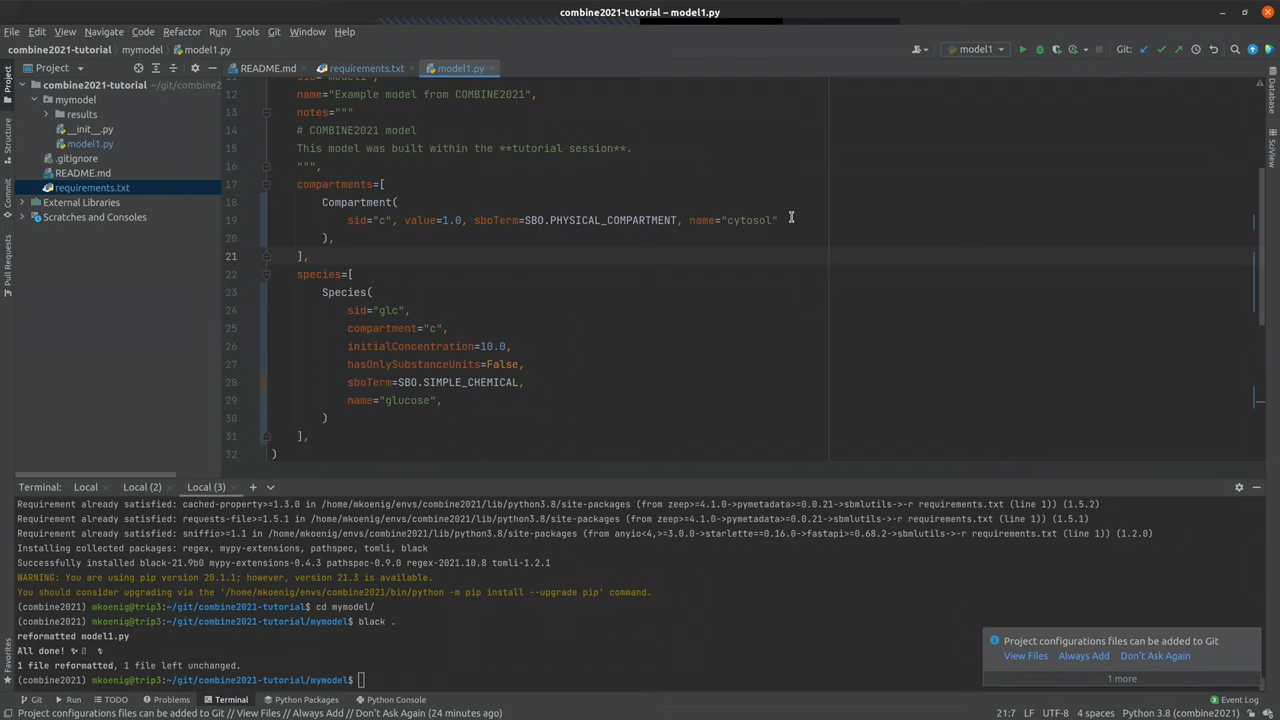 combine2021-tutorial – model1.py
File Edit View Navigate Code Refactor Run Tools Git Window Help
combine2021-tutorial mymodel model1.py
model1
Git:
Project
README.md requirements.txt model1.py
combine2021-tutorial ~/git/combine2
mymodel
results
__init__.py
model1.py
.gitignore
README.md
requirements.txt
External Libraries
Scratches and Consoles
Project
Structure
Commit
Pull Requests
Favorites
Database
SciView
12 name="Example model from COMBINE2021",
13 notes="""
14 # COMBINE2021 model
15 This model was built within the **tutorial session**.
16 """,
17 compartments=[
18 Compartment(
19 sid="c", value=1.0, sboTerm=SBO.PHYSICAL_COMPARTMENT, name="cytosol"
20 ),
21 ],
22 species=[
23 Species(
24 sid="glc",
25 compartment="c",
26 initialConcentration=10.0,
27 hasOnlySubstanceUnits=False,
28 sboTerm=SBO.SIMPLE_CHEMICAL,
29 name="glucose",
30 )
31 ],
32 )
Terminal: Local Local (2) Local (3)
Requirement already satisfied: cached-property>=1.3.0 in /home/mkoenig/envs/combine2021/lib/python3.8/site-packages (from zeep>=4.1.0->pymetadata>=0.0.21->sbmlutils->-r requirements.txt (line 1)) (1.5.2)
Requirement already satisfied: requests-file>=1.5.1 in /home/mkoenig/envs/combine2021/lib/python3.8/site-packages (from zeep>=4.1.0->pymetadata>=0.0.21->sbmlutils->-r requirements.txt (line 1)) (1.5.1)
Requirement already satisfied: sniffio>=1.1 in /home/mkoenig/envs/combine2021/lib/python3.8/site-packages (from anyio<4,>=3.0.0->starlette==0.16.0->fastapi>=0.68.2->sbmlutils->-r requirements.txt (line 1)) (1.2.0)
Installing collected packages: regex, mypy-extensions, pathspec, tomli, black
Successfully installed black-21.9b0 mypy-extensions-0.4.3 pathspec-0.9.0 regex-2021.10.8 tomli-1.2.1
WARNING: You are using pip version 20.1.1; however, version 21.3 is available.
You should consider upgrading via the '/home/mkoenig/envs/combine2021/bin/python -m pip install --upgrade pip' command.
(combine2021) mkoenig@trip3:~/git/combine2021-tutorial$ cd mymodel/
(combine2021) mkoenig@trip3:~/git/combine2021-tutorial/mymodel$ black .
reformatted model1.py
All done!
1 file reformatted, 1 file left unchanged.
(combine2021) mkoenig@trip3:~/git/combine2021-tutorial/mymodel$
Project configurations files can be added to Git
View Files Always Add Don't Ask Again
1 more
Git Run TODO Problems Terminal Python Packages Python Console Event Log
Project configurations files can be added to Git // View Files // Always Add // Don't Ask Again (24 minutes ago)
21:7 LF UTF-8 4 spaces Python 3.8 (combine2021)